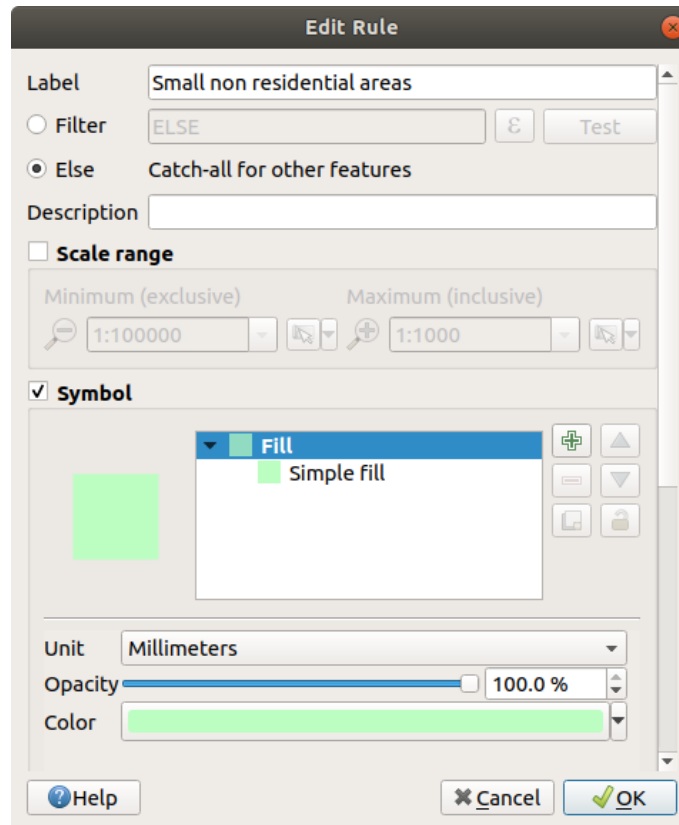 Edit Rule
Label Small non residential areas
Filter ELSE ε Test
Else Catch-all for other features
Description
Scale range
Minimum (exclusive) Maximum (inclusive)
1:100000 1:1000
Symbol
Fill
Simple fill
Unit Millimeters
Opacity 100.0 %
Color
Help Cancel OK